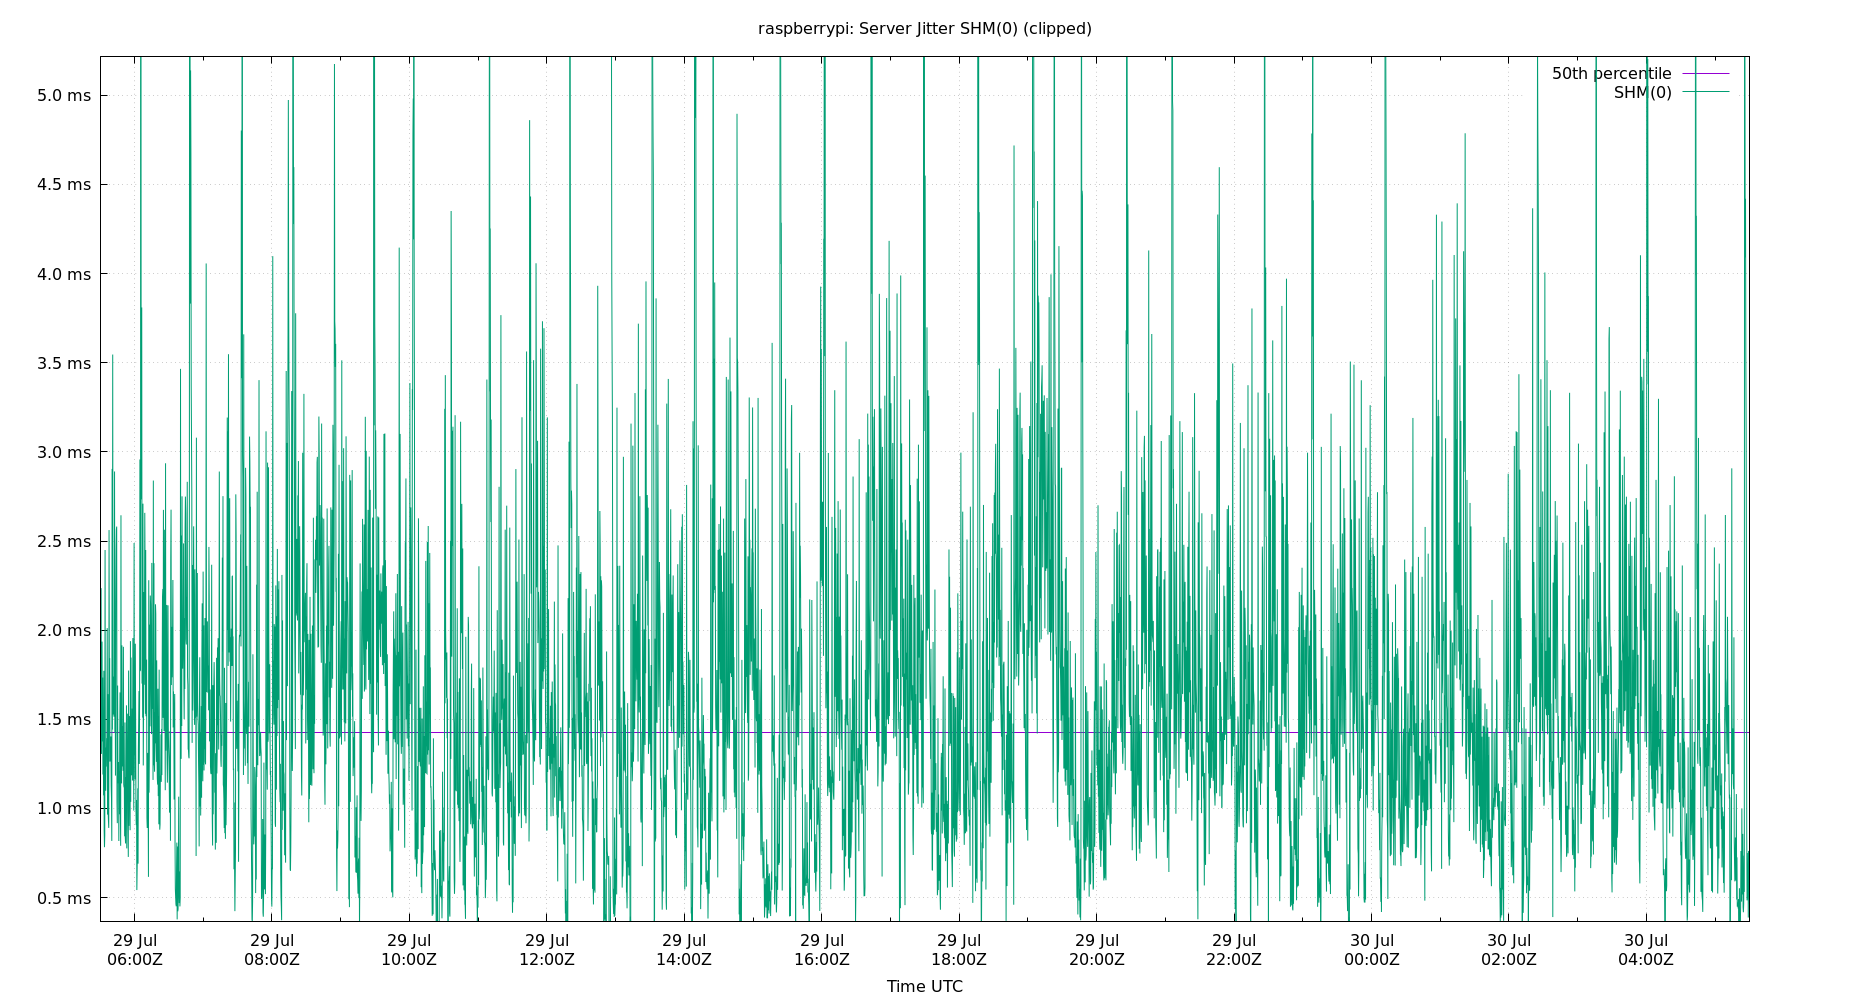 raspberrypi: Server Jitter SHM(0) (clipped)
50th percentile
SHM(0)
5.0 ms
4.5 ms
4.0 ms
3.5 ms
3.0 ms
2.5 ms
2.0 ms
1.5 ms
1.0 ms
0.5 ms
29 Jul 29 Jul 29 Jul 29 Jul 29 Jul 29 Jul 29 Jul 29 Jul 29 Jul 30 Jul 30 Jul 30 Jul
06:00Z 08:00Z 10:00Z 12:00Z 14:00Z 16:00Z 18:00Z 20:00Z 22:00Z 00:00Z 02:00Z 04:00Z
Time UTC